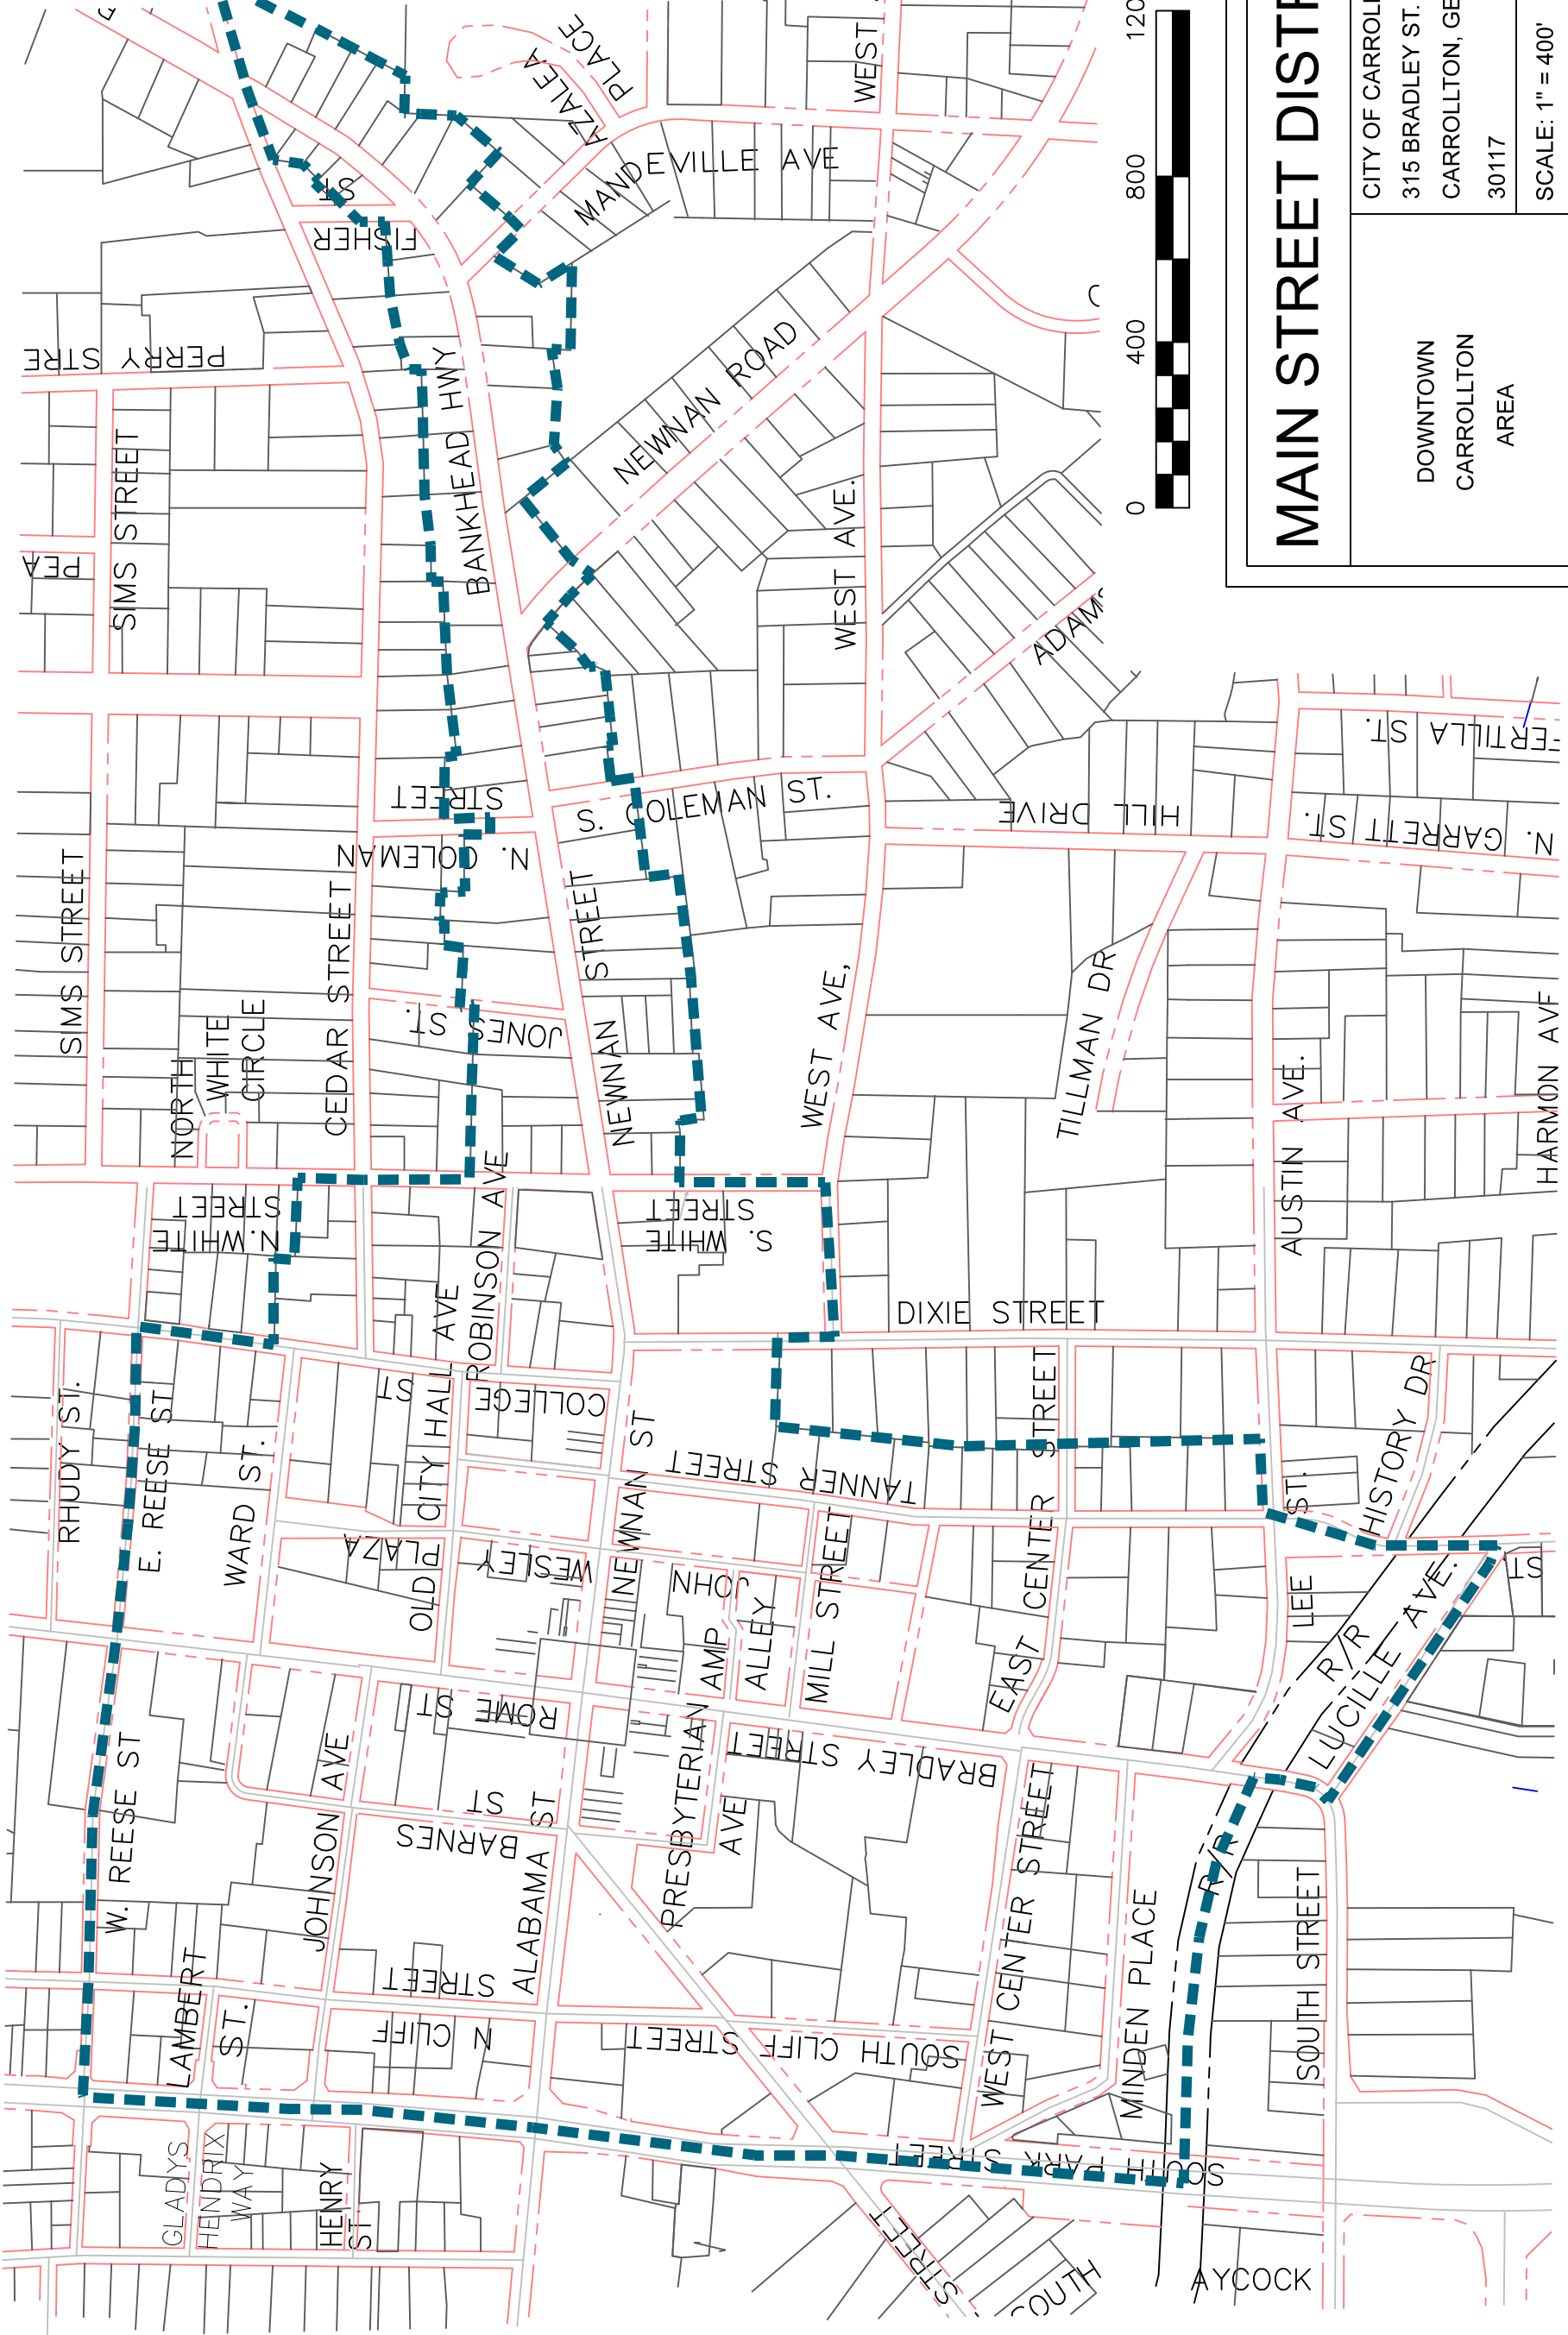 AZALEA
PLACE
WEST
120
ST
FISHER
MANDEVILLE AVE
800
PERRY STRE
BANKHEAD HWY
NEWNAN ROAD
400
SIMS STREET
PEA
WEST AVE.
0
ADAMS
MAIN STREET DISTR
CITY OF CARROLL
315 BRADLEY ST.
CARROLLTON, GE
30117
SCALE: 1" = 400'
DOWNTOWN
CARROLLTON
AREA
N. COLEMAN
STREET
S. COLEMAN ST.
HILL DRIVE
FERTILLA ST.
N. GARRETT ST.
SIMS STREET
NORTH
WHITE
CIRCLE
CEDAR STREET
JONES ST.
NEWNAN STREET
WEST AVE,
TILLMAN DR
AUSTIN AVE.
HARMON AVE
N. WHITE
STREET
ROBINSON AVE
S. WHITE
STREET
DIXIE STREET
RHUDY ST.
E. REESE ST
WARD ST.
OLD CITY HALL AVE
COLLEGE
ST
NEWNAN ST
TANNER STREET
EAST CENTER STREET
HISTORY DR
PLAZA
JOHN
WESLEY
MILL STREET
LEE ST.
ST
R/R
LUCILLE AVE.
W. REESE ST
ROME ST
PRESBYTERIAN AMP
ALLEY
BRADLEY STREET
JOHNSON AVE
BARNES
ST
ALABAMA ST
PRESBYTERIAN
AVE
WEST CENTER STREET
MINDEN PLACE
R/R
SOUTH STREET
LAMBERT
ST.
N CLIFF
STREET
SOUTH CLIFF STREET
GLADYS
HENDRIX
WAY
HENRY
ST
SOUTH PARK STREET
SOUTH
STREET
AYCOCK